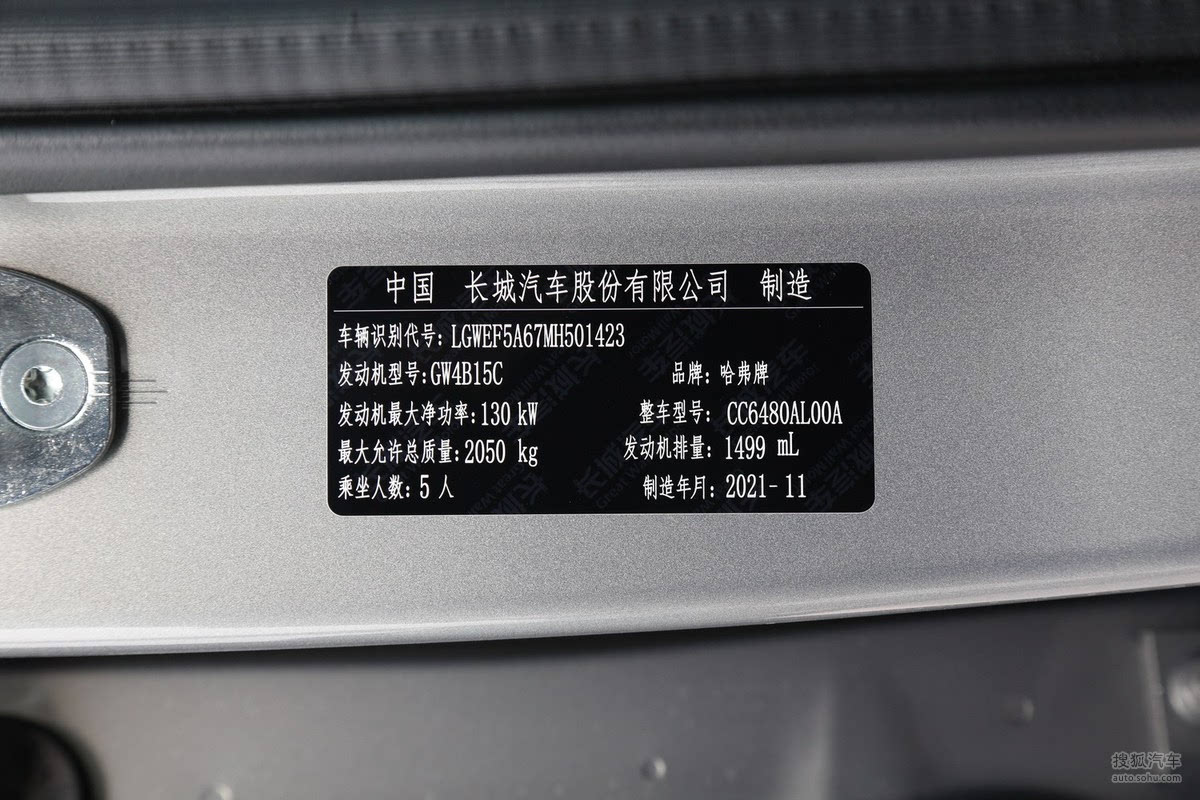 中国 长城汽车股份有限公司 制造
车辆识别代号: LGWEF5A67MH501423
发动机型号:GW4B15C 品牌: 哈弗牌
发动机最大净功率:130 kW 整车型号: CC6480AL00A
最大允许总质量:2050 kg 发动机排量: 1499 mL
乘坐人数: 5 人 制造年月: 2021-11
搜狐汽车
auto.sohu.com